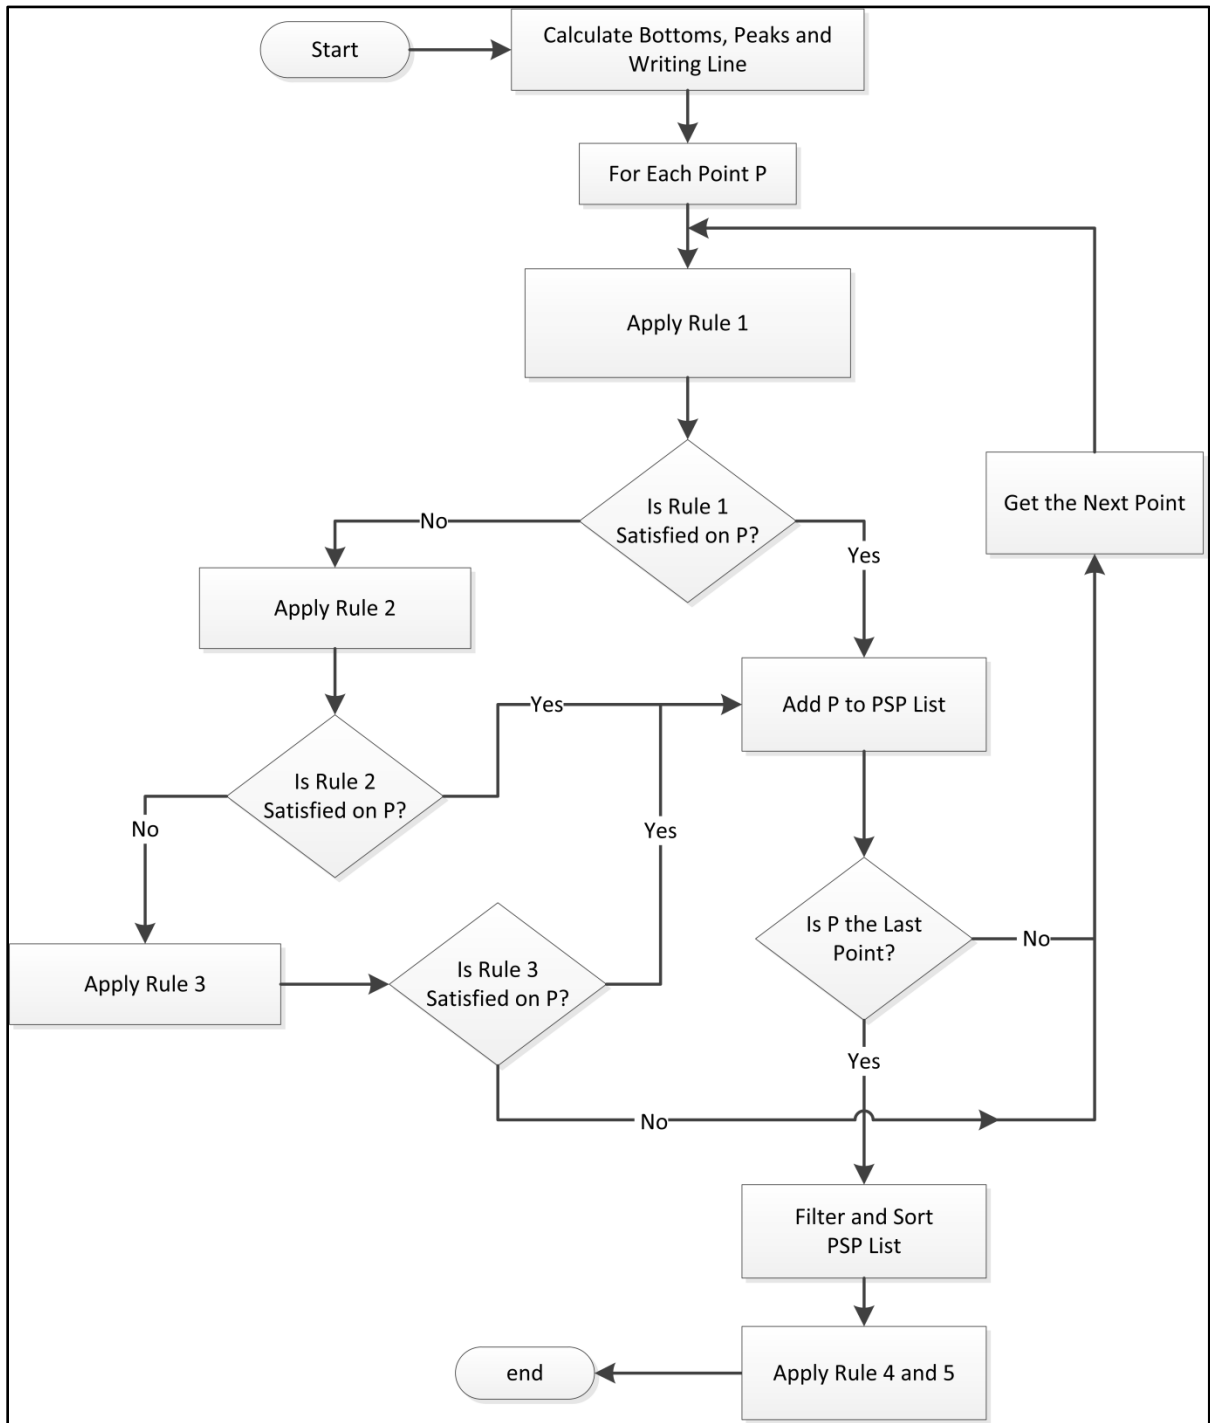 Start
Calculate Bottoms, Peaks and
Writing Line
For Each Point P
Apply Rule 1
Is Rule 1
Satisfied on P?
No
Yes
Get the Next Point
Apply Rule 2
Is Rule 2
Satisfied on P?
Yes
No
Add P to PSP List
Apply Rule 3
Is Rule 3
Satisfied on P?
Yes
No
Is P the Last
Point?
No
Yes
Filter and Sort
PSP List
Apply Rule 4 and 5
end